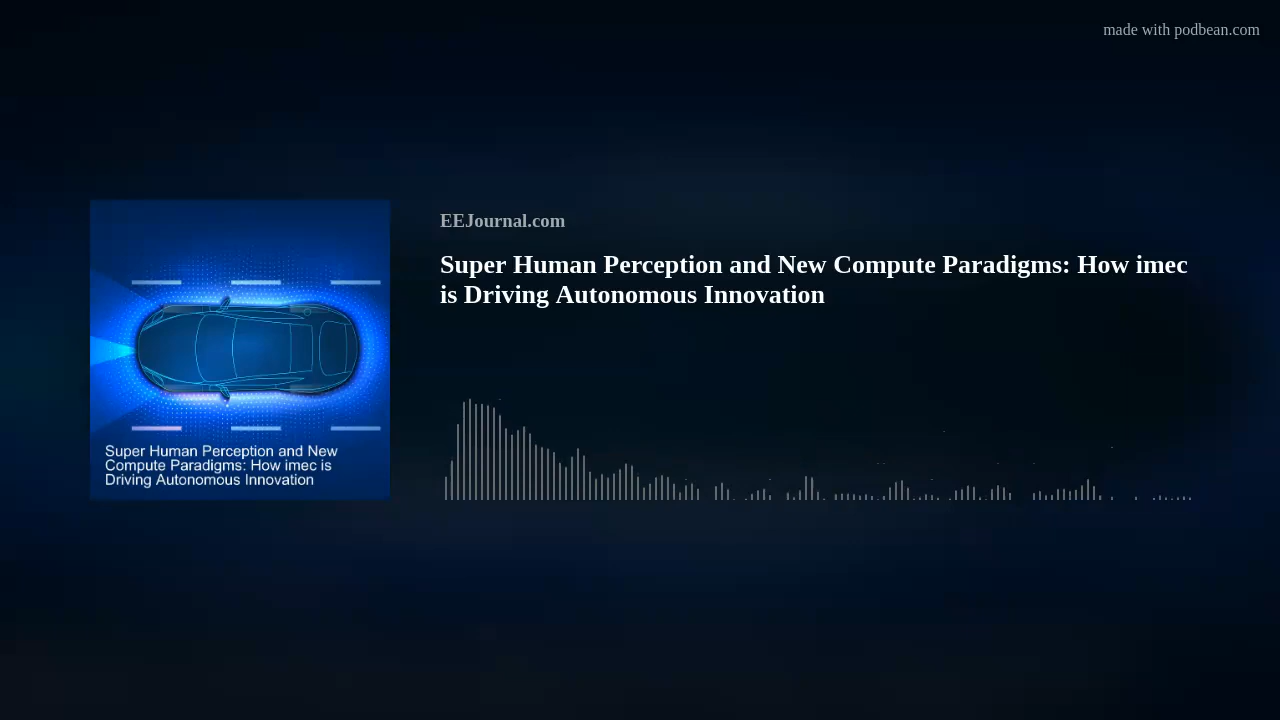 made with podbean.com
EEJournal.com
Super Human Perception and New Compute Paradigms: How imec
is Driving Autonomous Innovation
Super Human Perception and New
Compute Paradigms: How imec is
Driving Autonomous Innovation